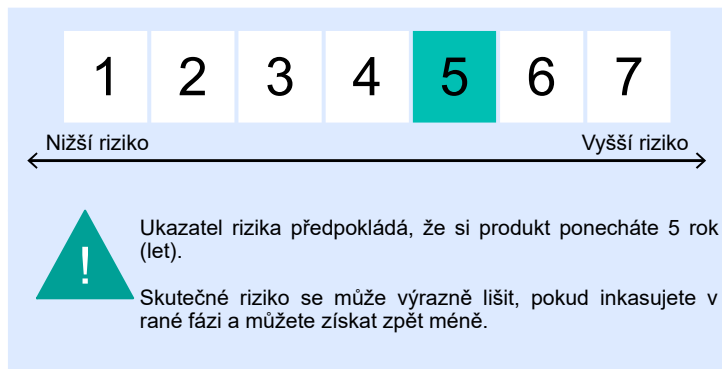 1 2 3 4 5 6 7
Nižší riziko Vyšší riziko
!
Ukazatel rizika předpokládá, že si produkt ponecháte 5 rok
(let).
Skutečné riziko se může výrazně lišit, pokud inkasujete v
rané fázi a můžete získat zpět méně.